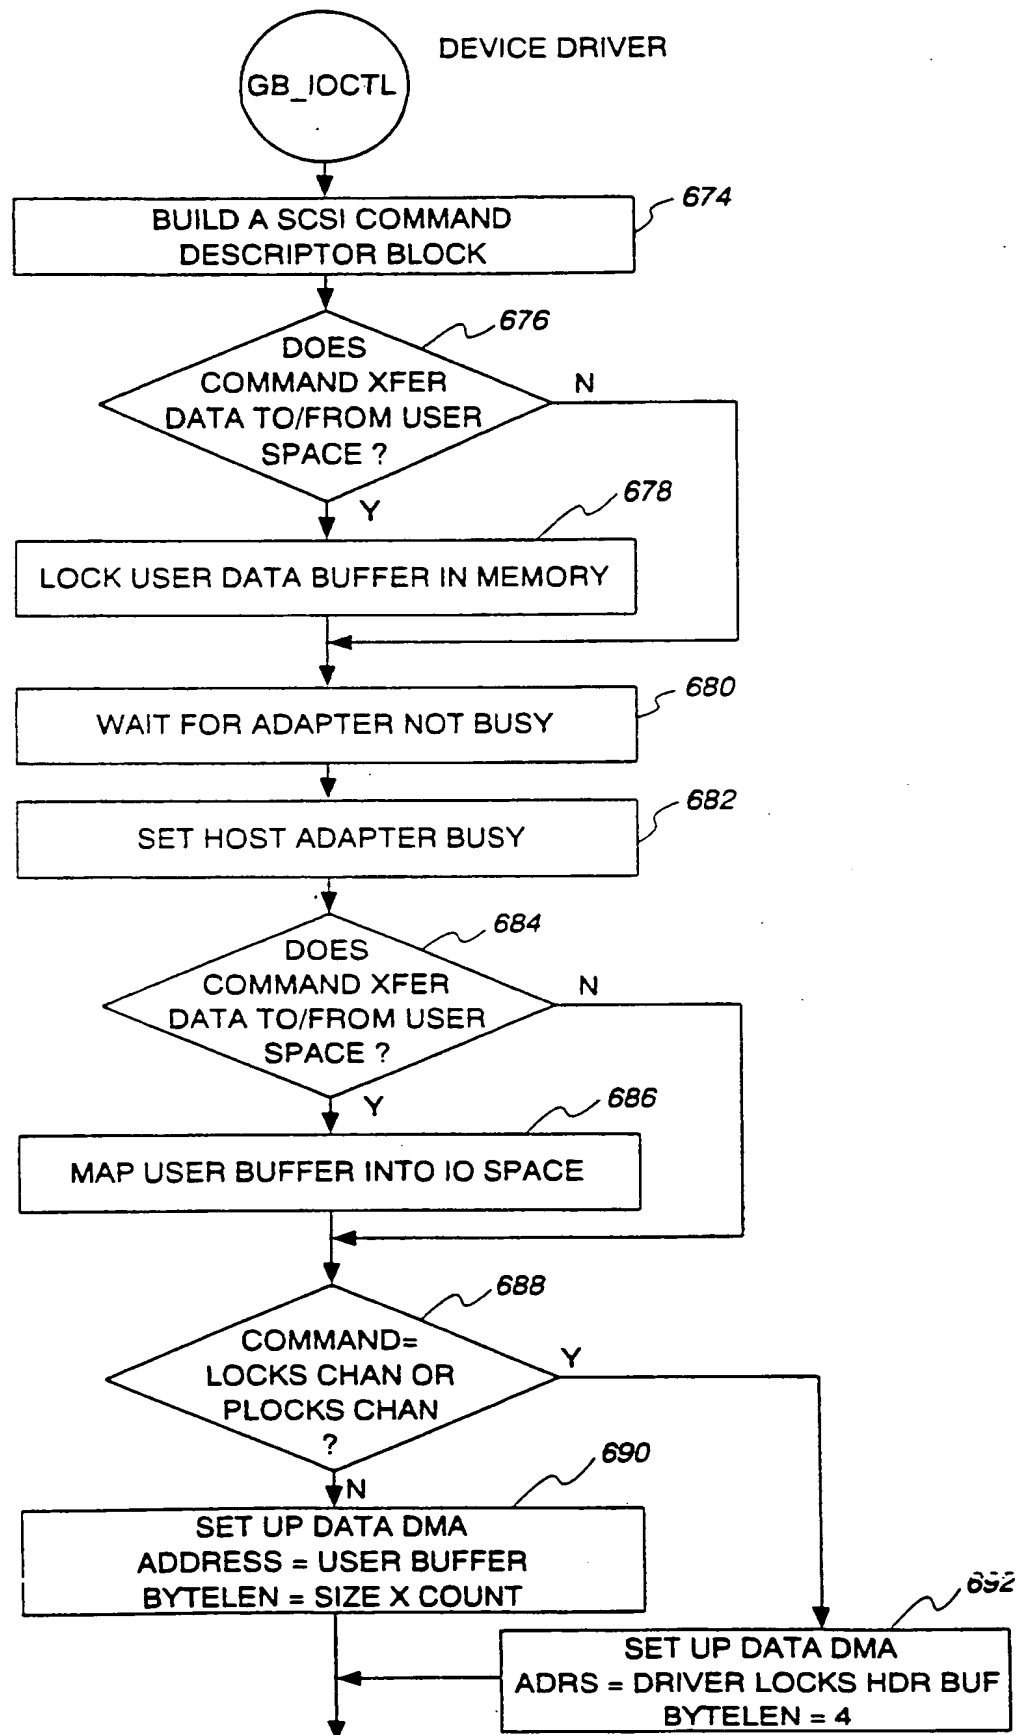 DEVICE DRIVER
GB_IOCTL
674
BUILD A SCSI COMMAND
DESCRIPTOR BLOCK
676
DOES
COMMAND XFER
DATA TO/FROM USER
SPACE ?
N
Y
678
LOCK USER DATA BUFFER IN MEMORY
680
WAIT FOR ADAPTER NOT BUSY
682
SET HOST ADAPTER BUSY
684
DOES
COMMAND XFER
DATA TO/FROM USER
SPACE ?
N
Y
686
MAP USER BUFFER INTO IO SPACE
688
COMMAND=
LOCKS CHAN OR
PLOCKS CHAN
?
Y
N
690
SET UP DATA DMA
ADDRESS = USER BUFFER
BYTELEN = SIZE X COUNT
692
SET UP DATA DMA
ADRS = DRIVER LOCKS HDR BUF
BYTELEN = 4